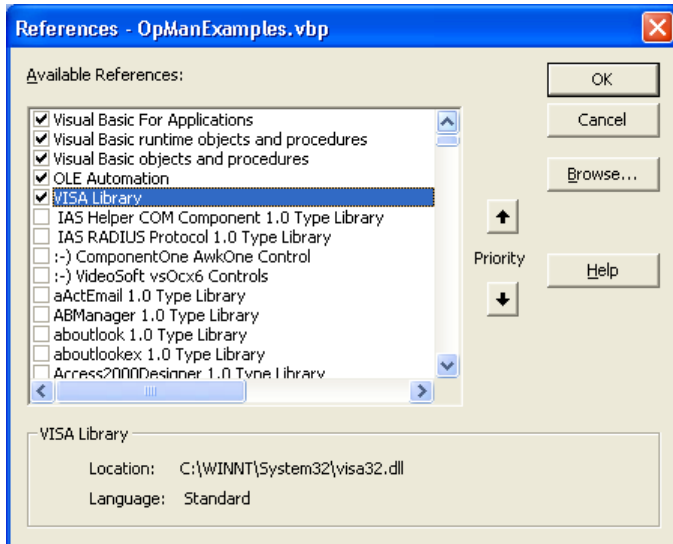 References - OpManExamples.vbp
Available References:
OK
Visual Basic For Applications
Visual Basic runtime objects and procedures
Visual Basic objects and procedures
OLE Automation
VISA Library
IAS Helper COM Component 1.0 Type Library
IAS RADIUS Protocol 1.0 Type Library
:-) ComponentOne AwkOne Control
:-) VideoSoft vsOcx6 Controls
aActEmail 1.0 Type Library
ABManager 1.0 Type Library
aboutlook 1.0 Type Library
aboutlookex 1.0 Type Library
Access2000Designer 1.0 Type Library
Cancel
Browse...
Priority
Help
VISA Library
Location: C:\WINNT\System32\visa32.dll
Language: Standard